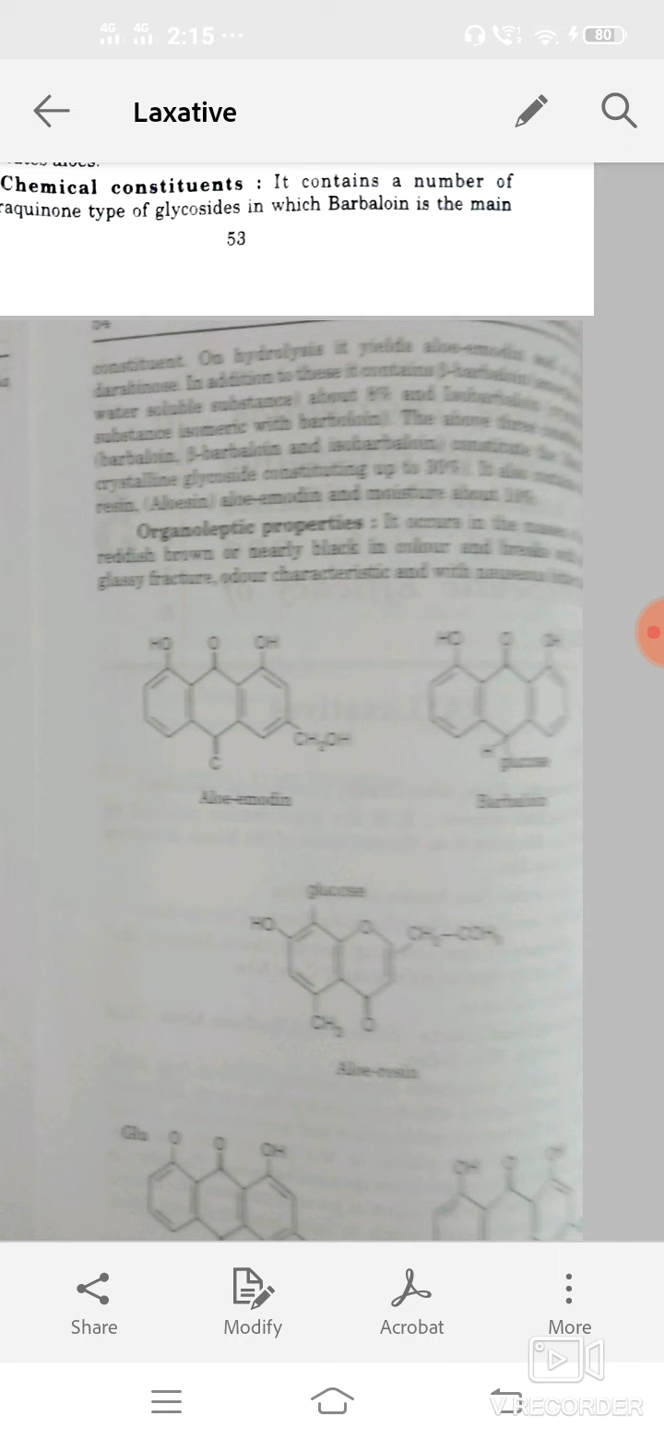 4G 4G 2:15 ... 80
Laxative
Chemical constituents : It contains a number of
raquinone type of glycosides in which Barbaloin is the main
53
constituent. On hydrolysis it yields aloe-emodin
darabinose. In addition to these it contains β-barbaloin
water soluble substance) about 8% and Isobarbaloin
substance isomeric with barbaloin). The above three
(barbaloin, β-barbaloin and isobarbaloin) constitute the
crystalline glycoside constituting up to 30%). It also
resin, (Aloesin) aloe-emodin and moisture about 10%
Organoleptic properties : It occurs in the
reddish brown or nearly black in colour and breaks
glassy fracture, odour characteristic and with
HO O OH HO O OH
CH2OH
C glucose
Aloe-emodin Barbaloin
glucose
HO O CH2-COCH3
CH3 O
Aloe-resin
Glu O O OH
OH O OH
Share Modify Acrobat More
V RECORDER